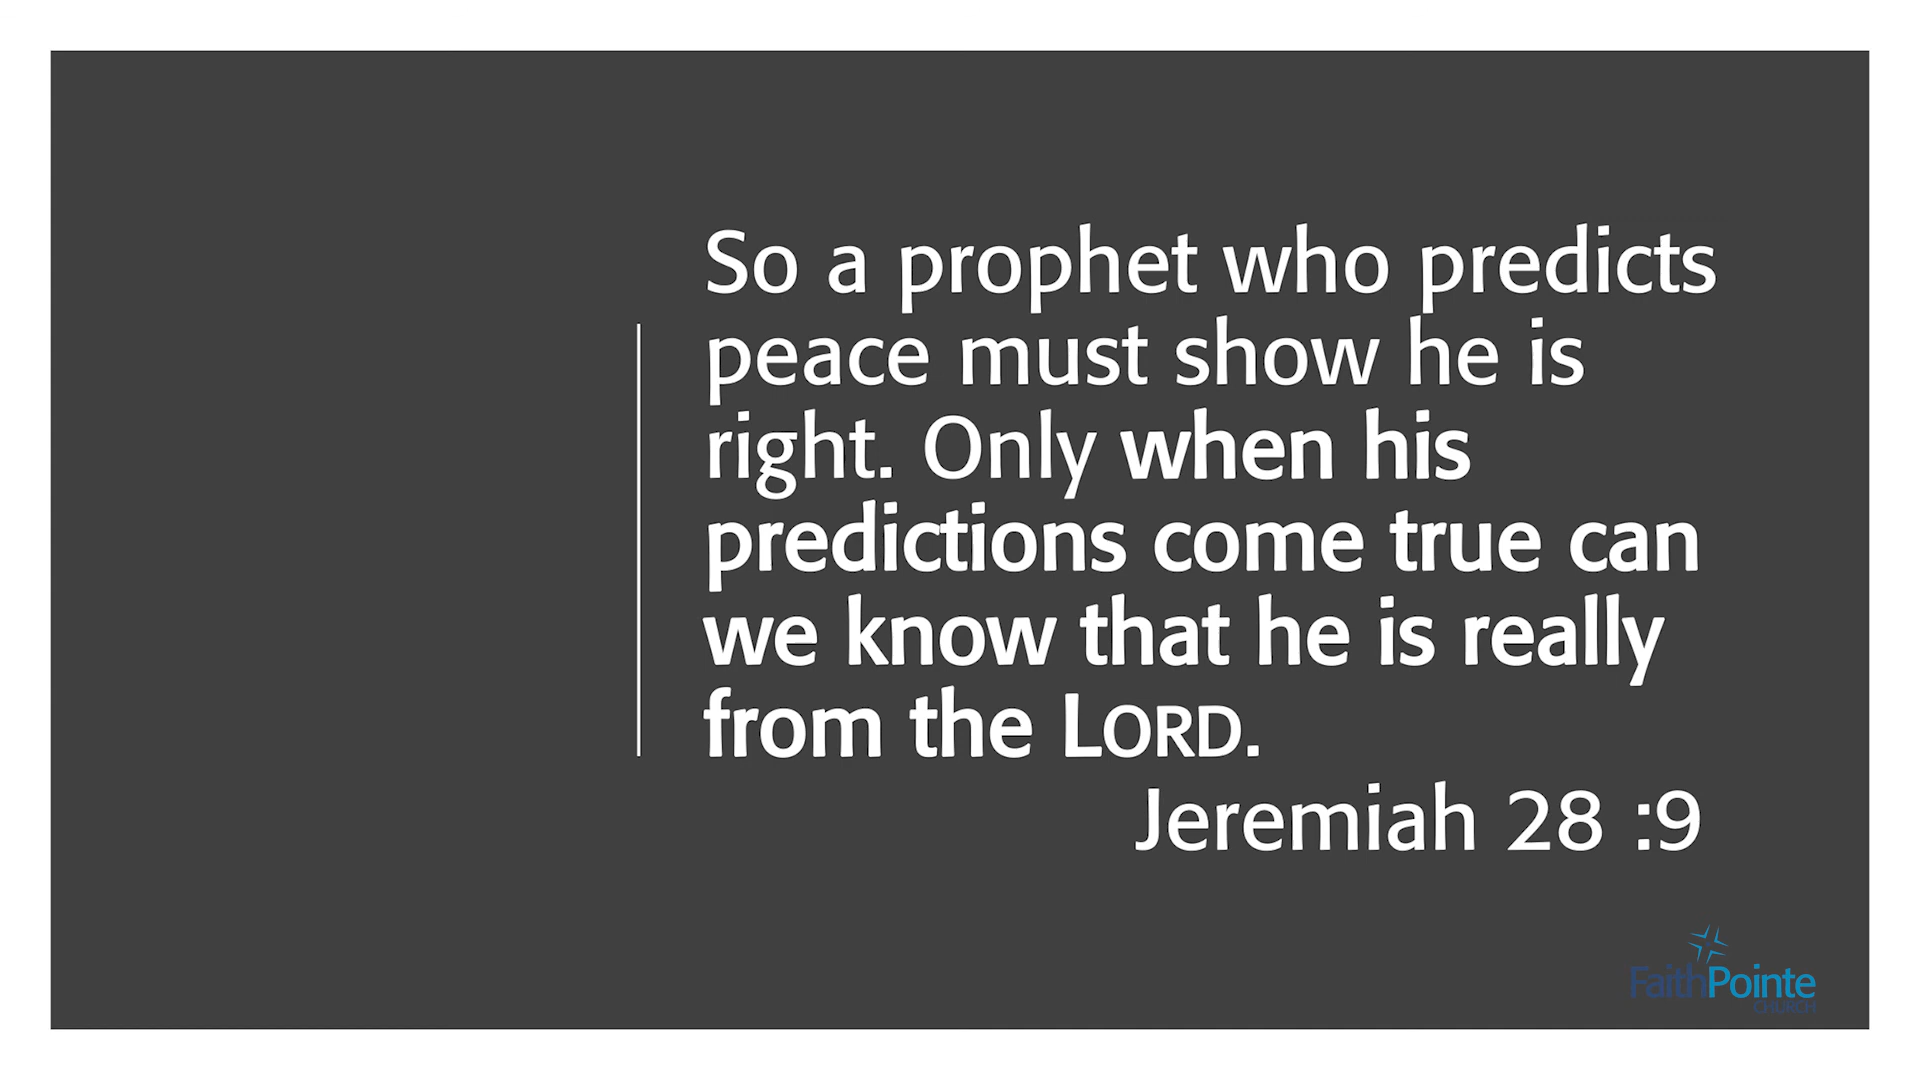 So a prophet who predicts
peace must show he is
right. Only when his
predictions come true can
we know that he is really
from the LORD.
Jeremiah 28 :9
FaithPointe
CHURCH